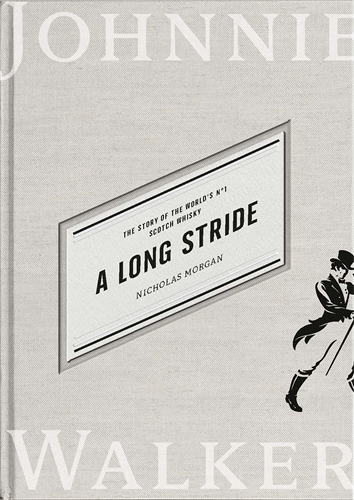 JOHNNIE
THE STORY OF THE WORLD'S Nº1
SCOTCH WHISKY
A LONG STRIDE
NICHOLAS MORGAN
WALKER